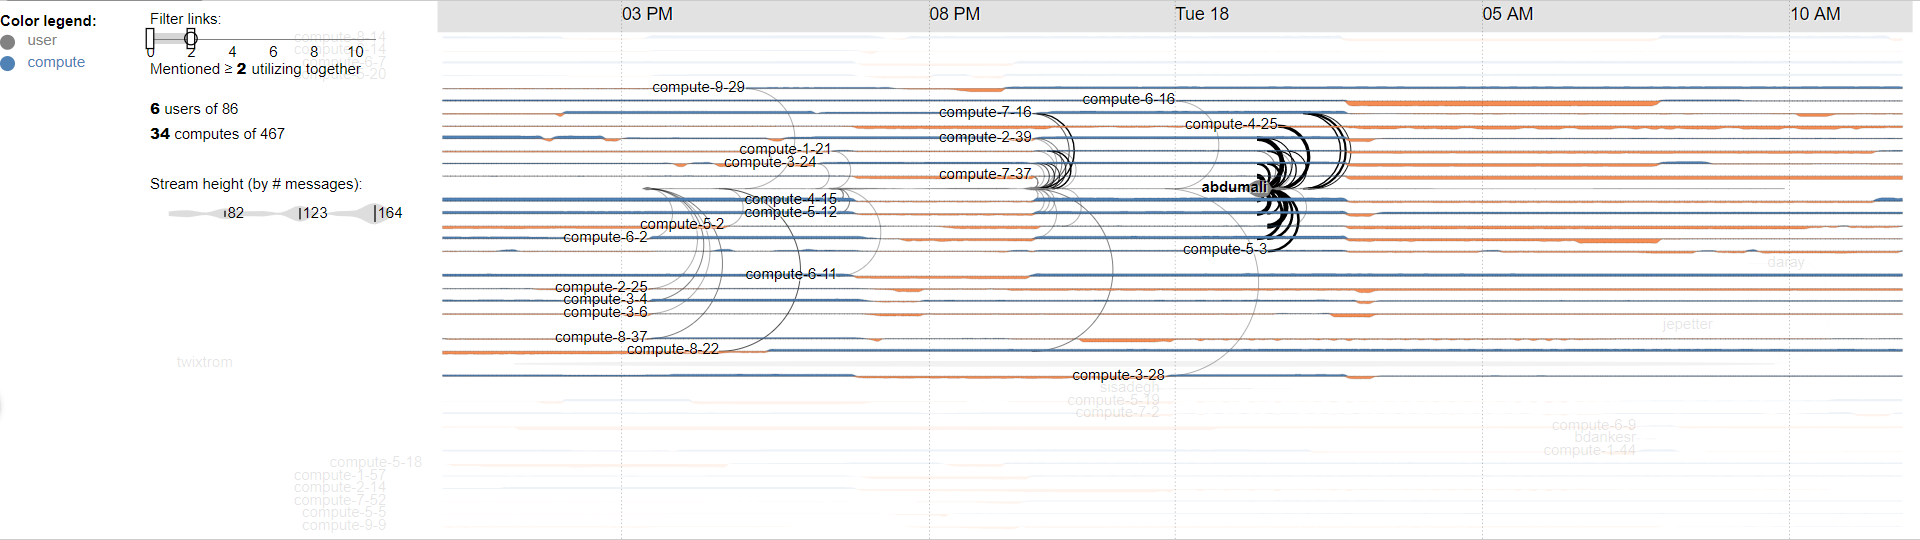 Color legend:
user
compute
Filter links:
0 2 4 6 8 10
Mentioned ≥ 2 utilizing together
6 users of 86
34 computes of 467
Stream height (by # messages):
82 123 164
03 PM 08 PM Tue 18 05 AM 10 AM
compute-9-29
compute-6-16
compute-7-16
compute-4-25
compute-2-39
compute-1-21
compute-3-24
compute-7-37
abdumali
compute-4-15
compute-5-12
compute-5-2
compute-6-2
compute-5-3
daray
compute-6-11
compute-2-25
compute-3-4
compute-3-6
jepetter
compute-8-37
compute-8-22
twixtrom
compute-3-28
sisadegh
compute-5-19
compute-7-2
compute-6-9
bdankesr
compute-1-44
compute-5-18
compute-1-57
compute-2-14
compute-7-52
compute-5-5
compute-9-9